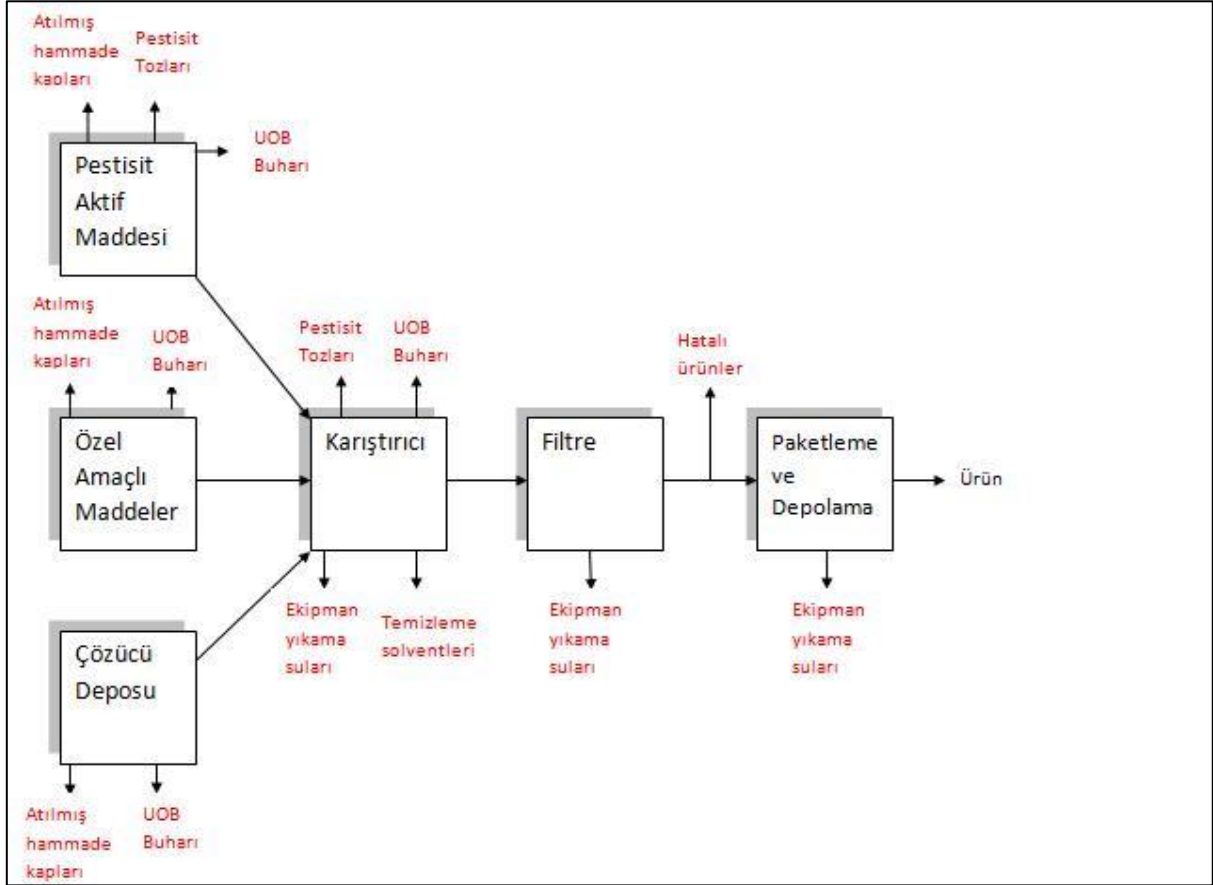 Atılmış
hammade
kapları
Pestisit
Tozları
UOB
Buharı
Pestisit
Aktif
Maddesi
Atılmış
hammade
kapları
UOB
Buharı
Pestisit
Tozları
UOB
Buharı
Hatalı
ürünler
Özel
Amaçlı
Maddeler
Karıştırıcı
Filtre
Paketleme
ve
Depolama
Ürün
Ekipman
yıkama
suları
Temizleme
solventleri
Ekipman
yıkama
suları
Ekipman
yıkama
suları
Çözücü
Deposu
Atılmış
hammade
kapları
UOB
Buharı